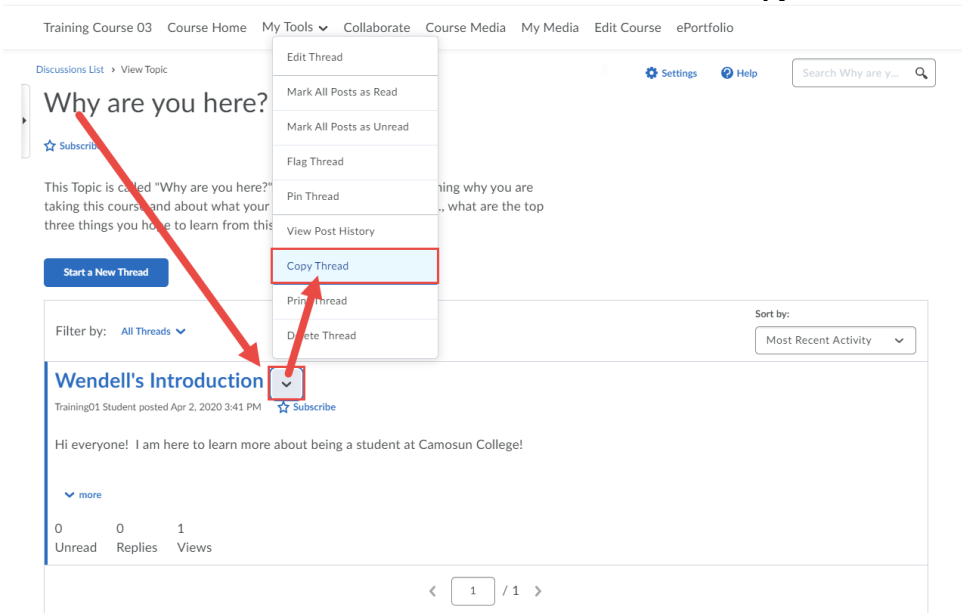 Training Course 03 Course Home My Tools Collaborate Course Media My Media Edit Course ePortfolio
Discussions List › View Topic
Settings Help Search Why are y...
Why are you here?
Subscribe
Edit Thread
Mark All Posts as Read
Mark All Posts as Unread
Flag Thread
Pin Thread
View Post History
Copy Thread
Print Thread
Delete Thread
This Topic is called "Why are you here?" ning why you are
taking this course and about what your ., what are the top
three things you hope to learn from this
Start a New Thread
Filter by: All Threads
Sort by:
Most Recent Activity
Wendell's Introduction
Training01 Student posted Apr 2, 2020 3:41 PM Subscribe
Hi everyone! I am here to learn more about being a student at Camosun College!
more
0 0 1
Unread Replies Views
1 / 1